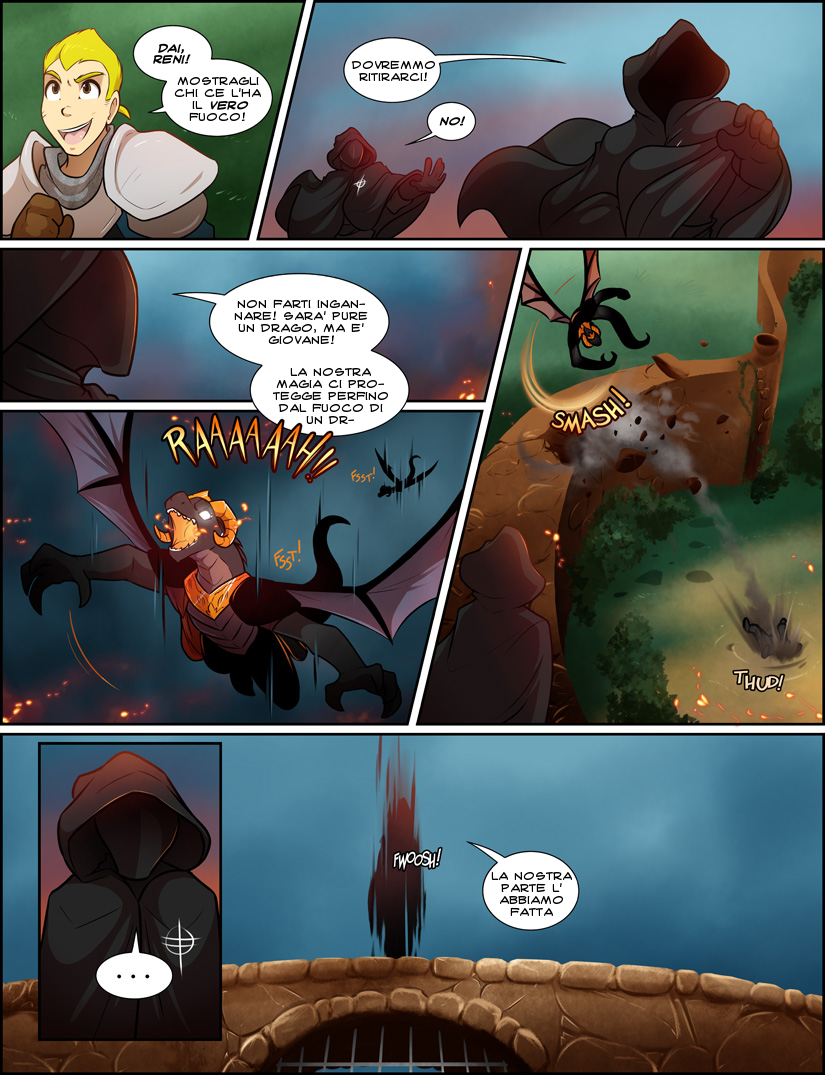 DAI,
RENI!
MOSTRAGLI
CHI CE L'HA
IL VERO
FUOCO!
DOVREMMO
RITIRARCI!
NO!
NON FARTI INGAN-
NARE! SARA' PURE
UN DRAGO, MA E'
GIOVANE!
LA NOSTRA
MAGIA CI PRO-
TEGGE PERFINO
DAL FUOCO DI
UN DR-
RAAAAAAH!!
FSST!
FSST!
SMASH!
THUD!
...
FWOOSH!
LA NOSTRA
PARTE L'
ABBIAMO
FATTA